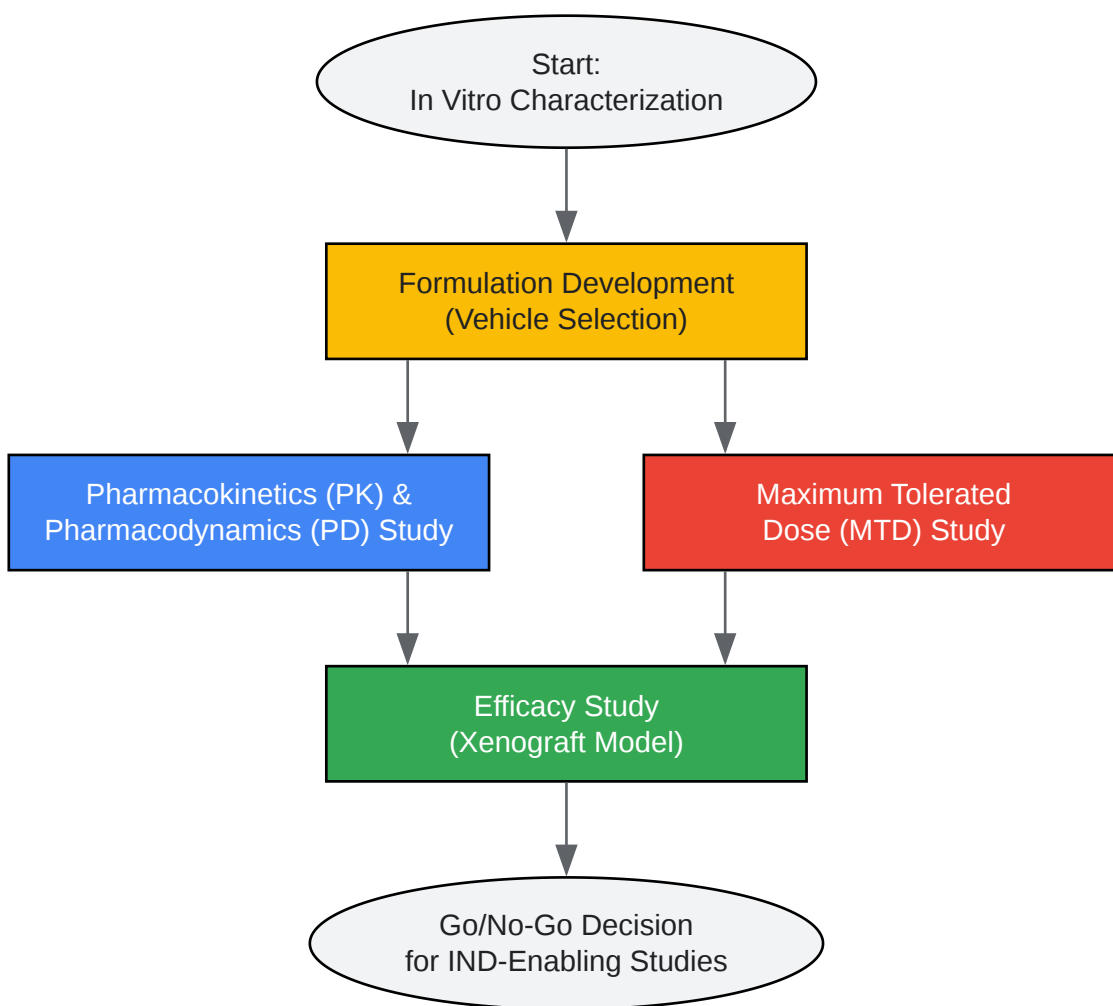 Start:
In Vitro Characterization
Formulation Development
(Vehicle Selection)
Pharmacokinetics (PK) &
Pharmacodynamics (PD) Study
Maximum Tolerated
Dose (MTD) Study
Efficacy Study
(Xenograft Model)
Go/No-Go Decision
for IND-Enabling Studies